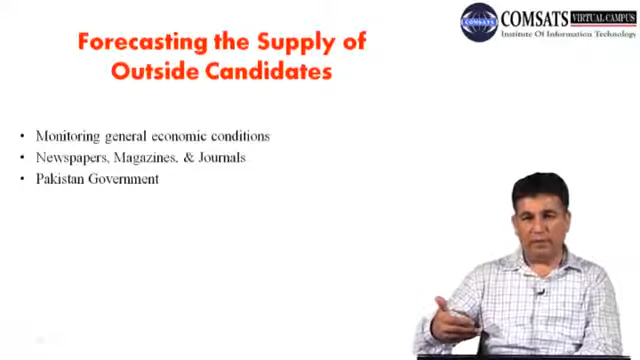 COMSATS VIRTUAL CAMPUS
Institute Of Information Technology
COMSATS
Forecasting the Supply of
Outside Candidates
• Monitoring general economic conditions
• Newspapers, Magazines, & Journals
• Pakistan Government